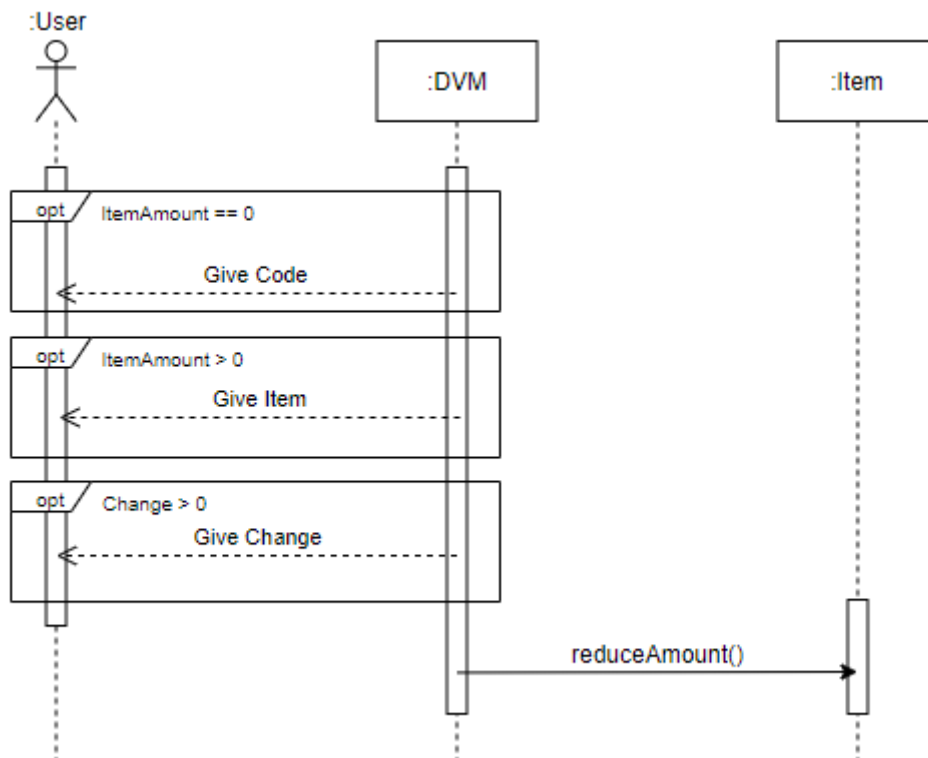 :User
:DVM
:Item
opt
ItemAmount == 0
Give Code
opt
ItemAmount > 0
Give Item
opt
Change > 0
Give Change
reduceAmount()